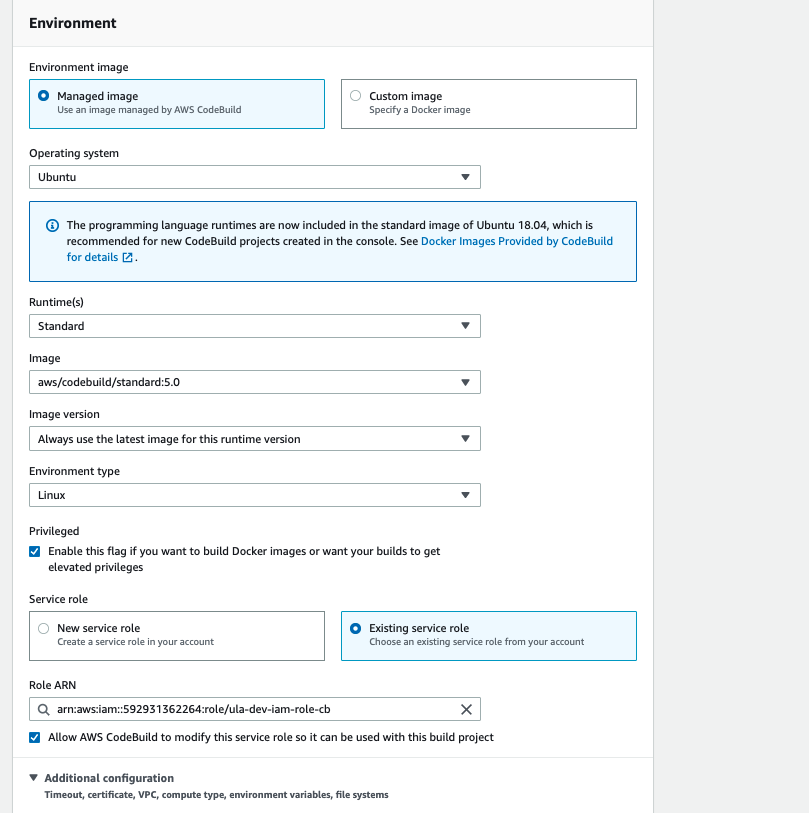 Environment
Environment image
Managed image
Use an image managed by AWS CodeBuild
Custom image
Specify a Docker image
Operating system
Ubuntu
The programming language runtimes are now included in the standard image of Ubuntu 18.04, which is
recommended for new CodeBuild projects created in the console. See Docker Images Provided by CodeBuild
for details .
Runtime(s)
Standard
Image
aws/codebuild/standard:5.0
Image version
Always use the latest image for this runtime version
Environment type
Linux
Privileged
Enable this flag if you want to build Docker images or want your builds to get
elevated privileges
Service role
New service role
Create a service role in your account
Existing service role
Choose an existing service role from your account
Role ARN
arn:aws:iam::592931362264:role/ula-dev-iam-role-cb
Allow AWS CodeBuild to modify this service role so it can be used with this build project
Additional configuration
Timeout, certificate, VPC, compute type, environment variables, file systems